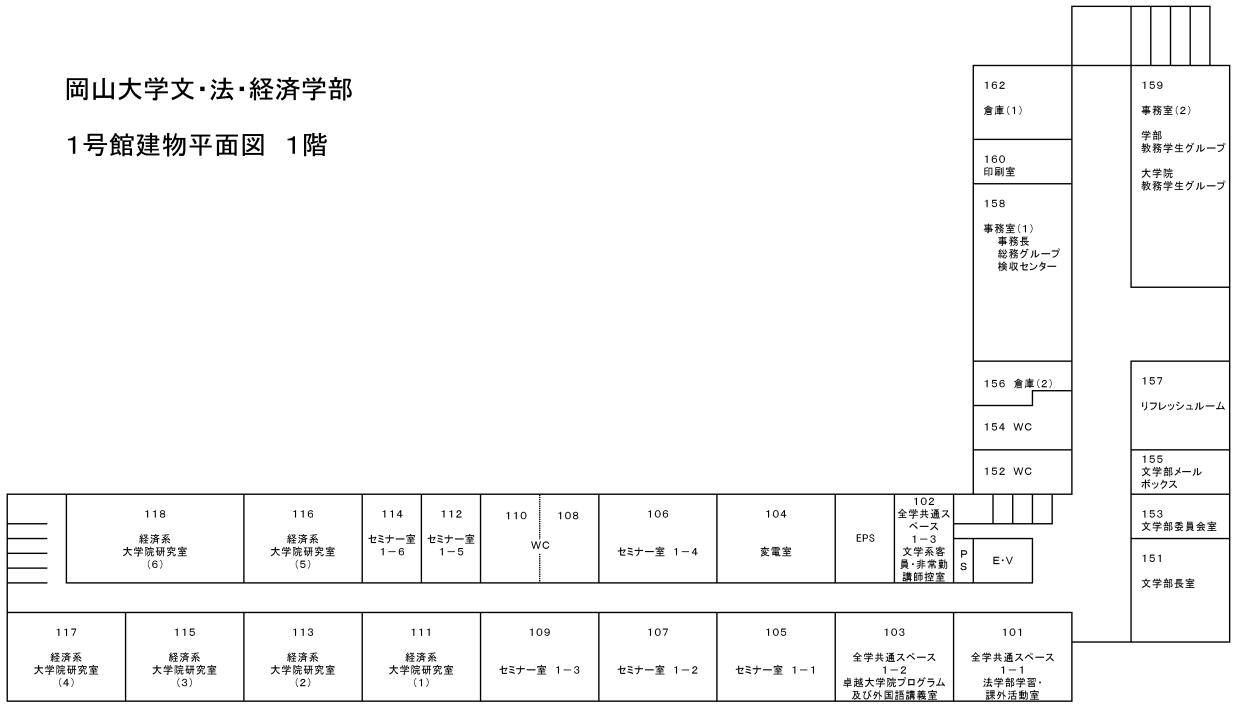 岡山大学文・法・経済学部
1号館建物平面図 1階
162
倉庫(1)
160
印刷室
158
事務室(1)
事務長
総務グループ
検収センター
156 倉庫(2)
154 WC
152 WC
159
事務室(2)
学部
教務学生グループ
大学院
教務学生グループ
157
リフレッシュルーム
155
文学部メール
ボックス
153
文学部委員会室
151
文学部長室
118
経済系
大学院研究室
(6)
116
経済系
大学院研究室
(5)
114
セミナー室
1-6
112
セミナー室
1-5
110
108
WC
106
セミナー室 1-4
104
変電室
EPS
102
全学共通ス
ペース
1-3
文学系客
員・非常勤
講師控室
P
S
E・V
117
経済系
大学院研究室
(4)
115
経済系
大学院研究室
(3)
113
経済系
大学院研究室
(2)
111
経済系
大学院研究室
(1)
109
セミナー室 1-3
107
セミナー室 1-2
105
セミナー室 1-1
103
全学共通スペース
1-2
卓越大学院プログラム
及び外国語講義室
101
全学共通スペース
1-1
法学部学習・
課外活動室